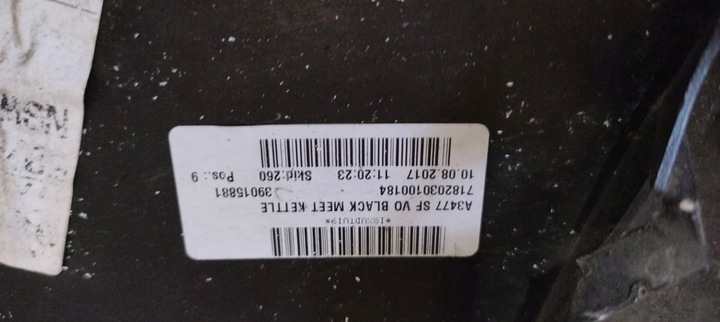 A3477 SF VO BLACK MEET KETTLE
7182030100184 39015881
10.08.2017 11:20:23 Skid:260 Pos.: 9